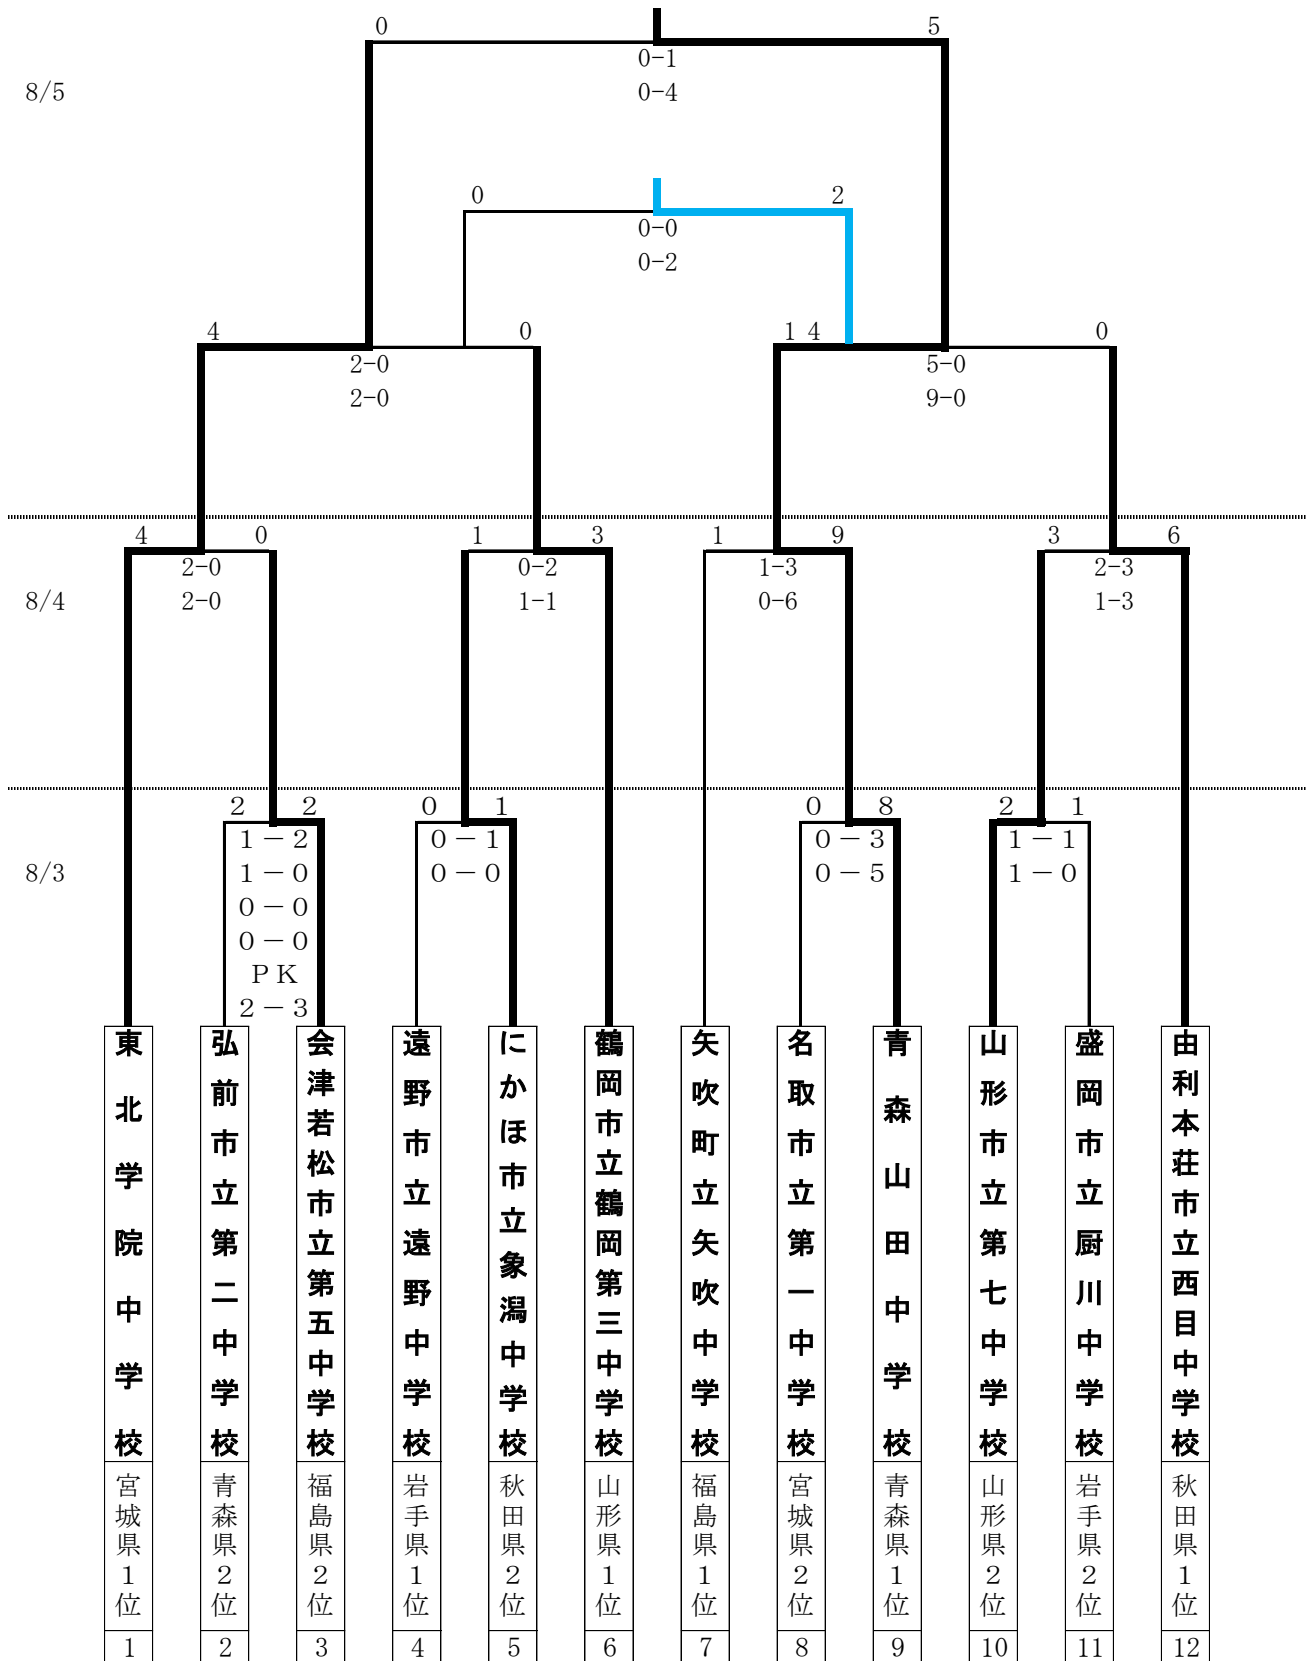 0 5
0-1
8/5 0-4
0 2
0-0
0-2
4 0 1 4 0
2-0 5-0
2-0 9-0
4 0 1 3 1 9 3 6
2-0 0-2 1-3 2-3
8/4 2-0 1-1 0-6 1-3
２ ２ ０ １ ０ ８ ２ １
１－２ ０－１ ０－３ １－１
8/3 １－０ ０－０ ０－５ １－０
０－０
０－０
ＰＫ
２－３
東北学院中学校
弘前市立第二中学校
会津若松市立第五中学校
遠野市立遠野中学校
にかほ市立象潟中学校
鶴岡市立鶴岡第三中学校
矢吹町立矢吹中学校
名取市立第一中学校
青森山田中学校
山形市立第七中学校
盛岡市立厨川中学校
由利本荘市立西目中学校
宮城県１位
青森県２位
福島県２位
岩手県１位
秋田県２位
山形県１位
福島県１位
宮城県２位
青森県１位
山形県２位
岩手県２位
秋田県１位
1 2 3 4 5 6 7 8 9 10 11 12